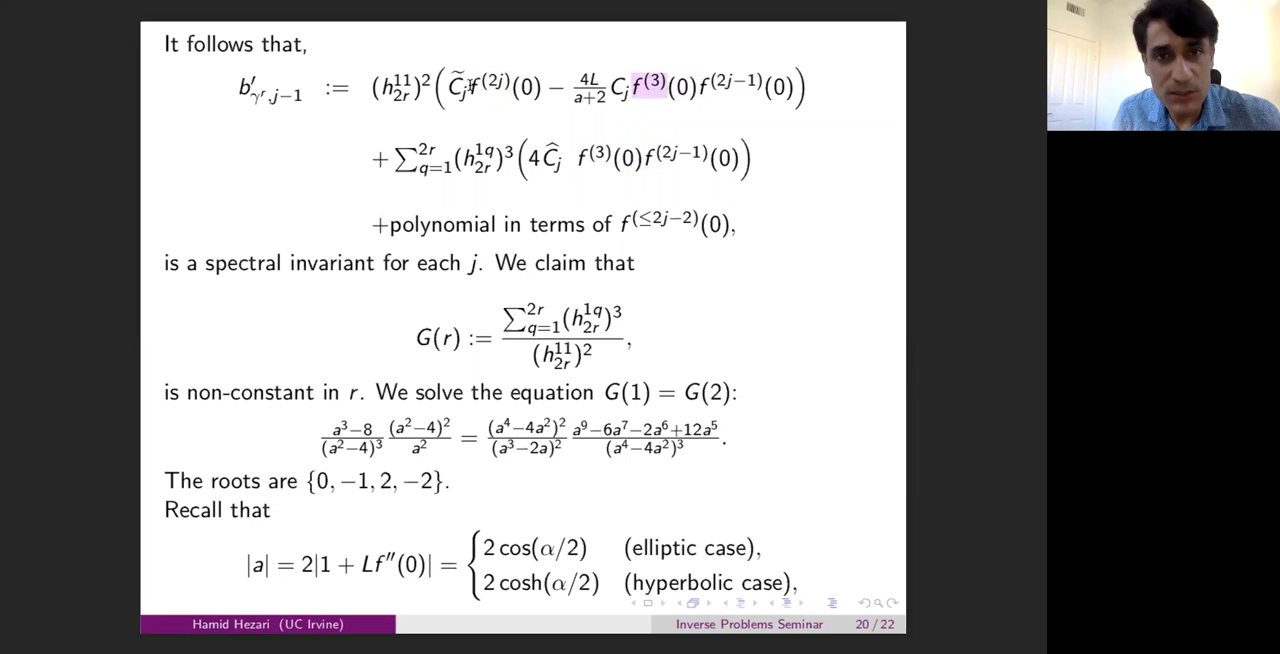 It follows that,
b′_{γ^r,j−1} := (h^{11}_{2r})^2 ( C̃_j f^{(2j)}(0) − 4L/(a+2) C_j f^{(3)}(0) f^{(2j−1)}(0) )
+ ∑^{2r}_{q=1} (h^{1q}_{2r})^3 ( 4Ĉ_j f^{(3)}(0) f^{(2j−1)}(0) )
+polynomial in terms of f^{(≤2j−2)}(0),
is a spectral invariant for each j. We claim that
G(r) := ∑^{2r}_{q=1} (h^{1q}_{2r})^3 / (h^{11}_{2r})^2,
is non-constant in r. We solve the equation G(1) = G(2):
(a^3−8)/(a^2−4)^3 (a^2−4)^2/a^2 = (a^4−4a^2)^2/(a^3−2a)^2 (a^9−6a^7−2a^6+12a^5)/(a^4−4a^2)^3.
The roots are {0, −1, 2, −2}.
Recall that
|a| = 2|1 + Lf″(0)| = { 2 cos(α/2) (elliptic case),
2 cosh(α/2) (hyperbolic case),
Hamid Hezari (UC Irvine) Inverse Problems Seminar 20 / 22